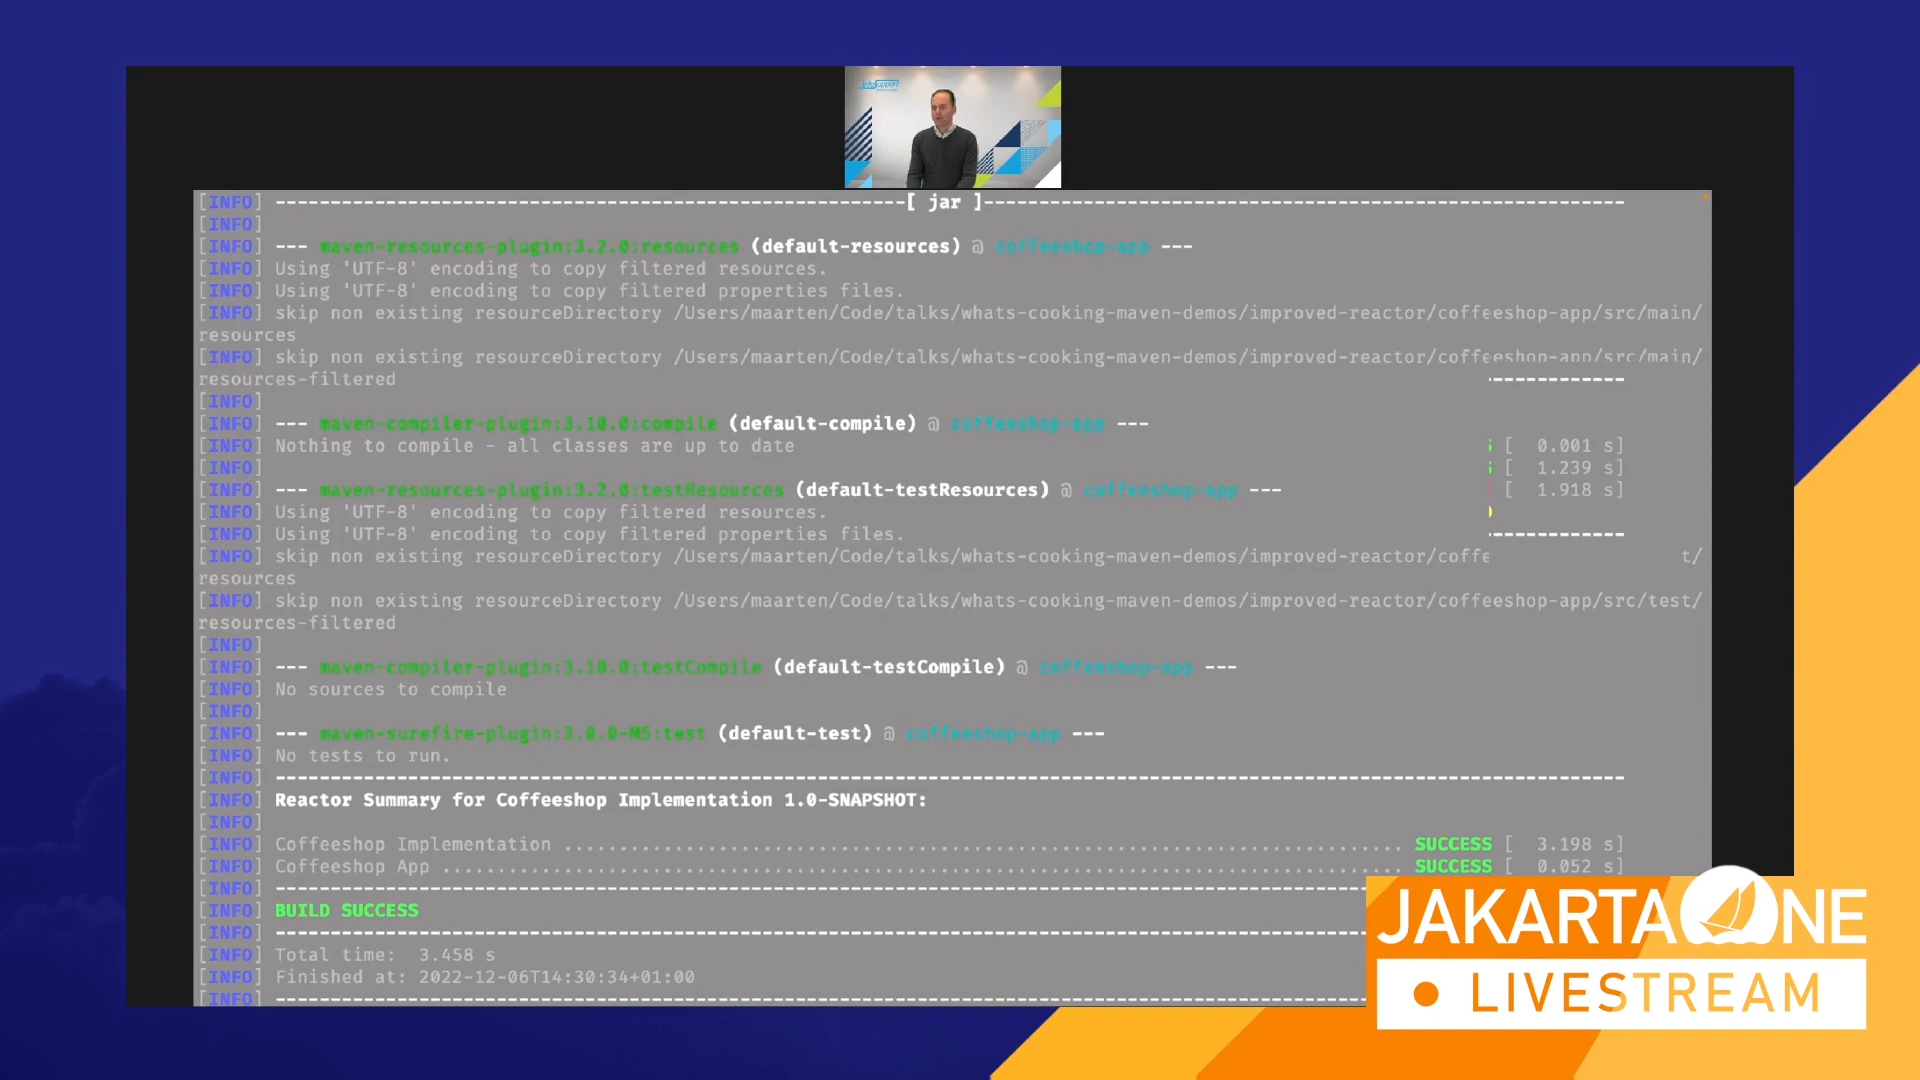 [INFO] ---------------------------------------------------------[ jar ]----------------------------------------------------------
[INFO]
[INFO] --- maven-resources-plugin:3.2.0:resources (default-resources) @ coffeeshop-app ---
[INFO] Using 'UTF-8' encoding to copy filtered resources.
[INFO] Using 'UTF-8' encoding to copy filtered properties files.
[INFO] skip non existing resourceDirectory /Users/maarten/Code/talks/whats-cooking-maven-demos/improved-reactor/coffeeshop-app/src/main/
resources
[INFO] skip non existing resourceDirectory /Users/maarten/Code/talks/whats-cooking-maven-demos/improved-reactor/coffeeshop-app/src/main/
resources-filtered ------------
[INFO]
[INFO] --- maven-compiler-plugin:3.10.0:compile (default-compile) @ coffeeshop-app ---
[INFO] Nothing to compile - all classes are up to date [ 0.001 s]
[INFO] [ 1.239 s]
[INFO] --- maven-resources-plugin:3.2.0:testResources (default-testResources) @ coffeeshop-app --- [ 1.918 s]
[INFO] Using 'UTF-8' encoding to copy filtered resources.
[INFO] Using 'UTF-8' encoding to copy filtered properties files. ------------
[INFO] skip non existing resourceDirectory /Users/maarten/Code/talks/whats-cooking-maven-demos/improved-reactor/coffe t/
resources
[INFO] skip non existing resourceDirectory /Users/maarten/Code/talks/whats-cooking-maven-demos/improved-reactor/coffeeshop-app/src/test/
resources-filtered
[INFO]
[INFO] --- maven-compiler-plugin:3.10.0:testCompile (default-testCompile) @ coffeeshop-app ---
[INFO] No sources to compile
[INFO]
[INFO] --- maven-surefire-plugin:3.0.0-M5:test (default-test) @ coffeeshop-app ---
[INFO] No tests to run.
[INFO] --------------------------------------------------------------------------------------------------------------------------
[INFO] Reactor Summary for Coffeeshop Implementation 1.0-SNAPSHOT:
[INFO]
[INFO] Coffeeshop Implementation ............................................................................ SUCCESS [ 3.198 s]
[INFO] Coffeeshop App ....................................................................................... SUCCESS [ 0.052 s]
[INFO] ---------------------------------------------------------------------------------------------------
[INFO] BUILD SUCCESS
[INFO] ---------------------------------------------------------------------------------------------------
[INFO] Total time: 3.458 s
[INFO] Finished at: 2022-12-06T14:30:34+01:00
[INFO] ---------------------------------------------------------------------------------------------------
JAKARTAONE
LIVESTREAM